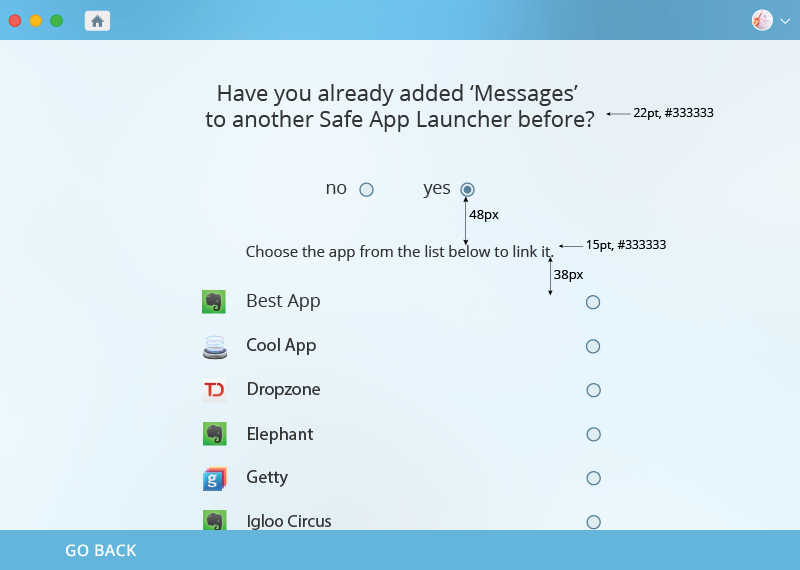 Have you already added ‘Messages’
to another Safe App Launcher before?
22pt, #333333
no
yes
48px
Choose the app from the list below to link it.
15pt, #333333
38px
Best App
Cool App
TD
Dropzone
Elephant
g
Getty
Igloo Circus
GO BACK